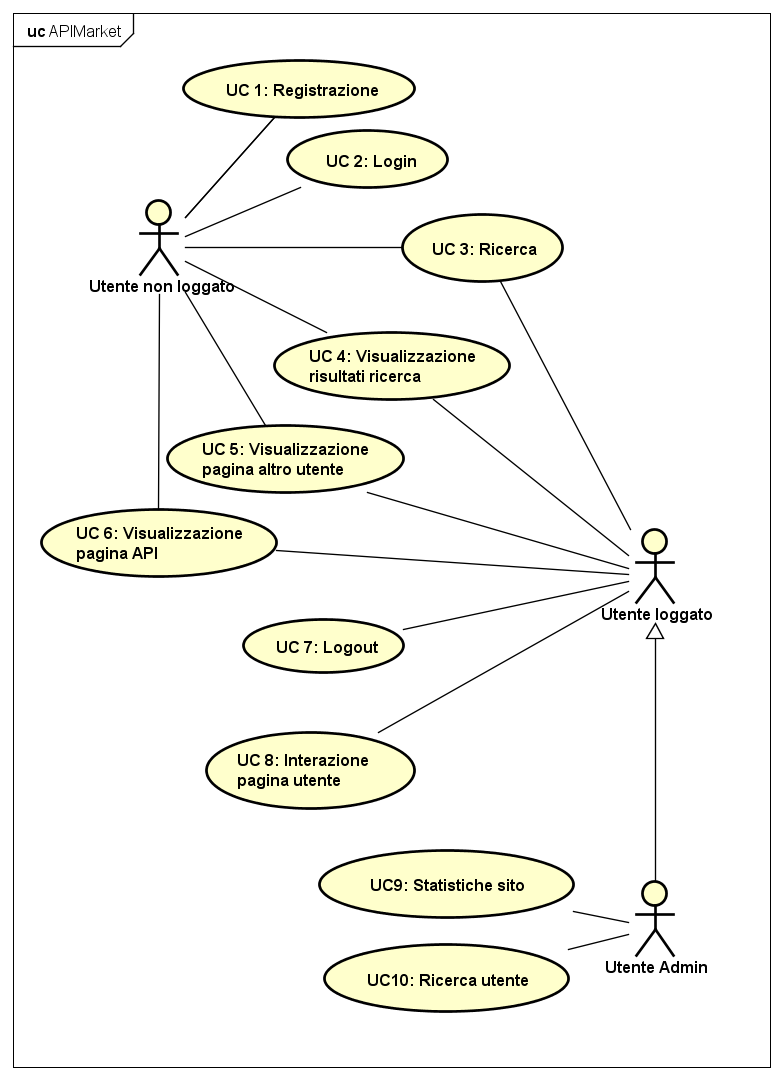 uc APIMarket
UC 1: Registrazione
UC 2: Login
UC 3: Ricerca
Utente non loggato
UC 4: Visualizzazione
risultati ricerca
UC 5: Visualizzazione
pagina altro utente
UC 6: Visualizzazione
pagina API
Utente loggato
UC 7: Logout
UC 8: Interazione
pagina utente
UC9: Statistiche sito
Utente Admin
UC10: Ricerca utente